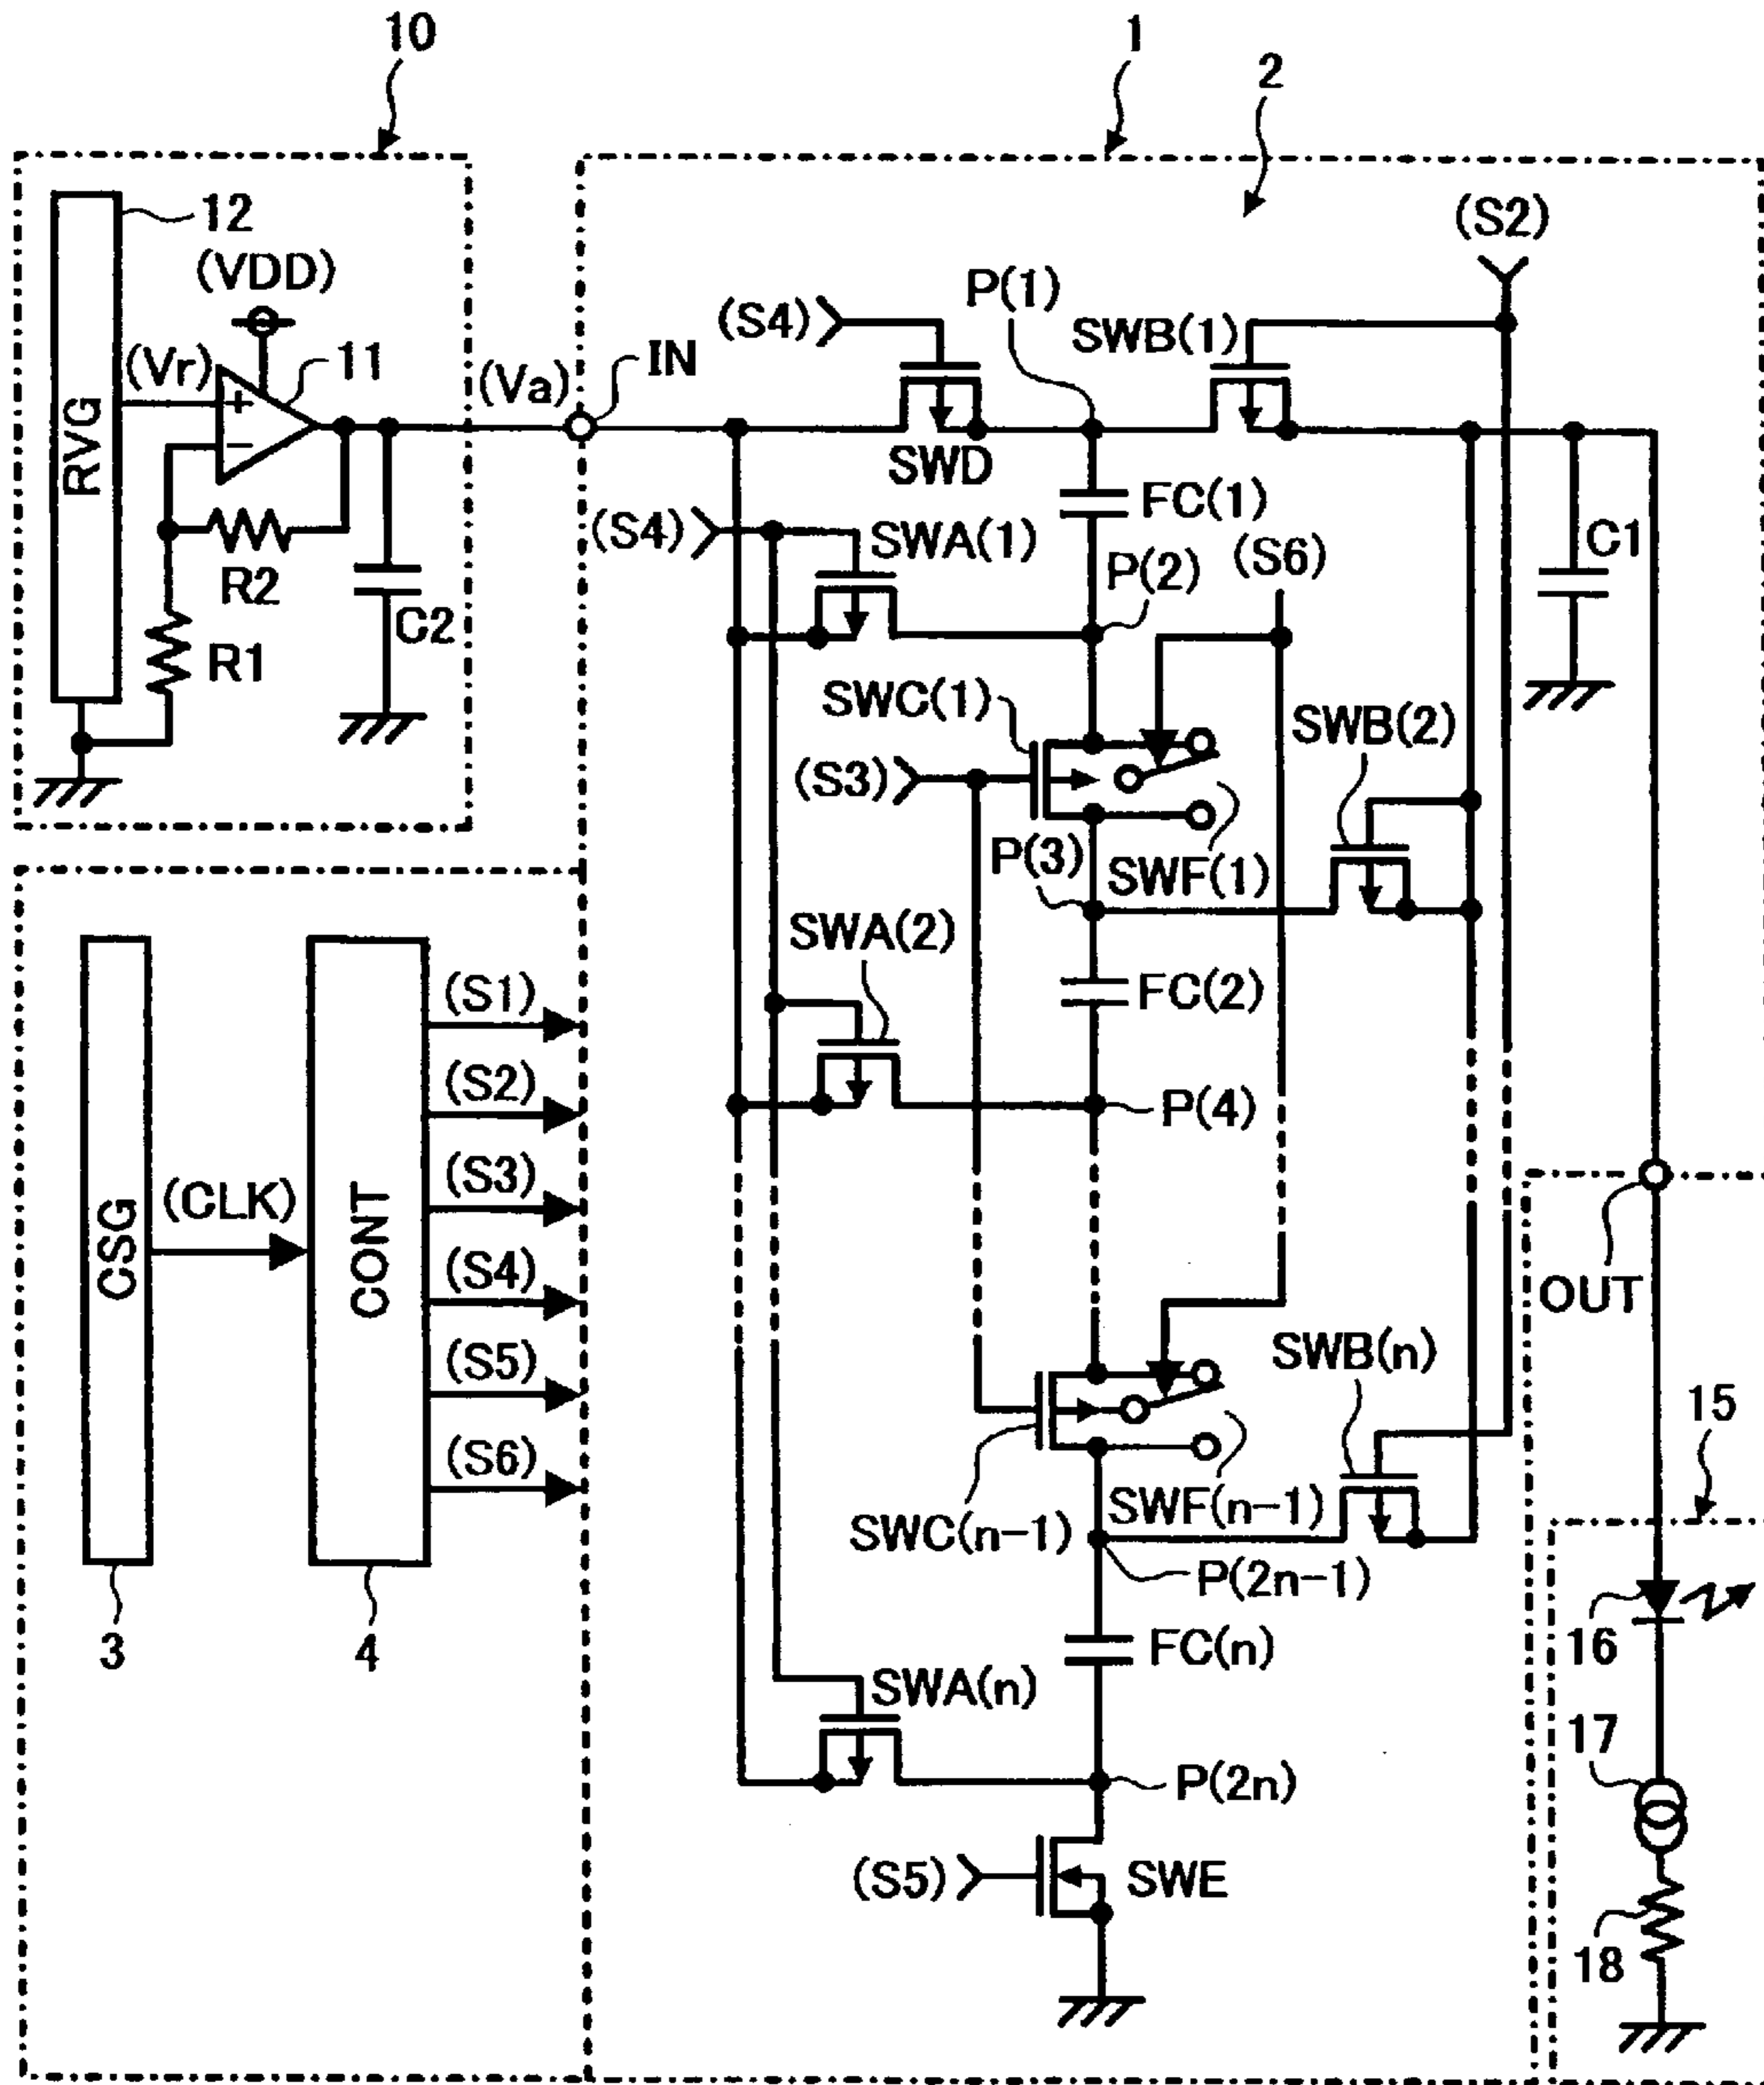 10
1
2
12
(VDD)
(Vr)
11
RVG
R2
R1
C2
(Va)
IN
(S4)
P(1)
SWB(1)
(S2)
SWD
FC(1)
(S4)
SWA(1)
P(2)
(S6)
C1
SWC(1)
(S3)
SWB(2)
P(3)
SWF(1)
SWA(2)
FC(2)
P(4)
CSG
(CLK)
CONT
(S1)
(S2)
(S3)
(S4)
(S5)
(S6)
3
4
OUT
SWB(n)
SWC(n-1)
SWF(n-1)
P(2n-1)
15
16
FC(n)
SWA(n)
17
P(2n)
(S5)
SWE
18